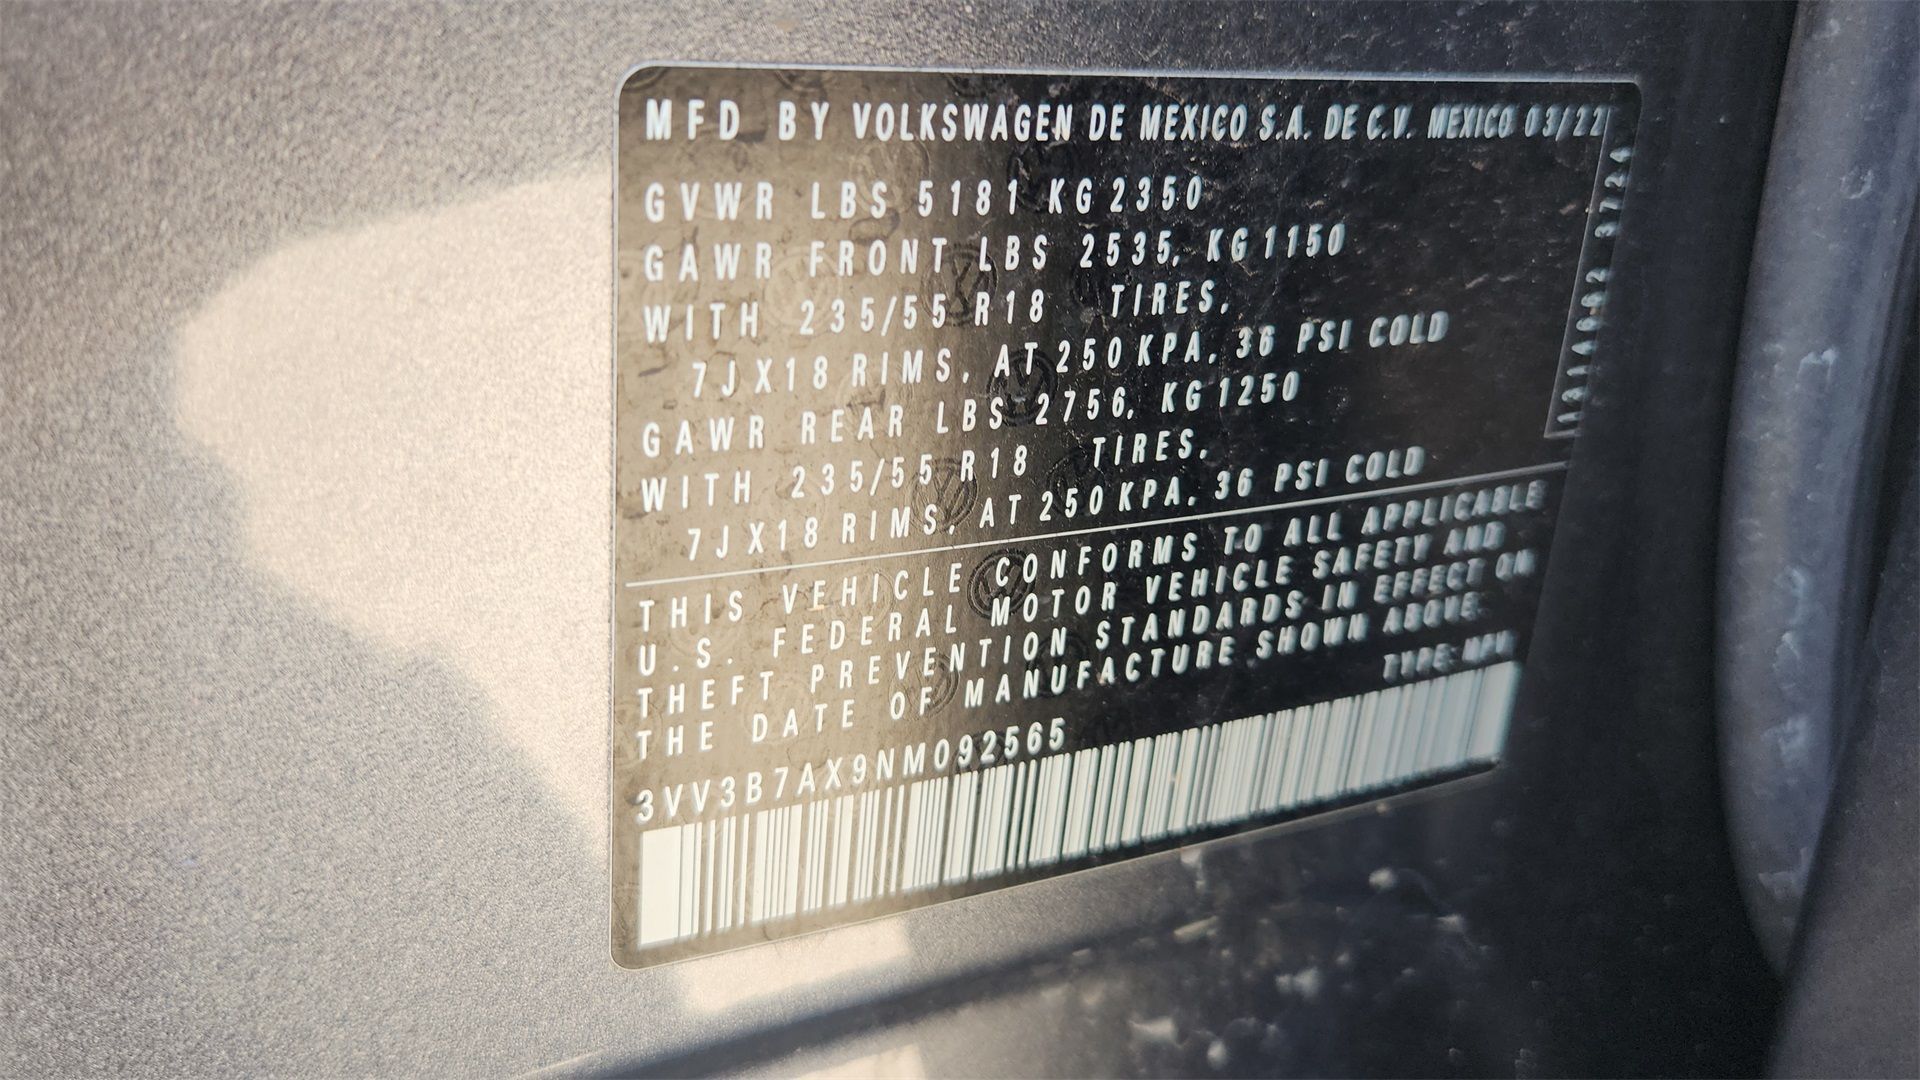 MFD BY VOLKSWAGEN DE MEXICO S.A. DE C.V. MEXICO 03/22
GVWR LBS 5181 KG 2350
GAWR FRONT LBS 2535, KG 1150
WITH 235/55 R18 TIRES,
7JX18 RIMS, AT 250 KPA, 36 PSI COLD
GAWR REAR LBS 2756, KG 1250
WITH 235/55 R18 TIRES,
7JX18 RIMS, AT 250 KPA, 36 PSI COLD
THIS VEHICLE CONFORMS TO ALL APPLICABLE
U.S. FEDERAL MOTOR VEHICLE SAFETY AND
THEFT PREVENTION STANDARDS IN EFFECT ON
THE DATE OF MANUFACTURE SHOWN ABOVE.
TYPE: MPV
3VV3B7AX9NM092565